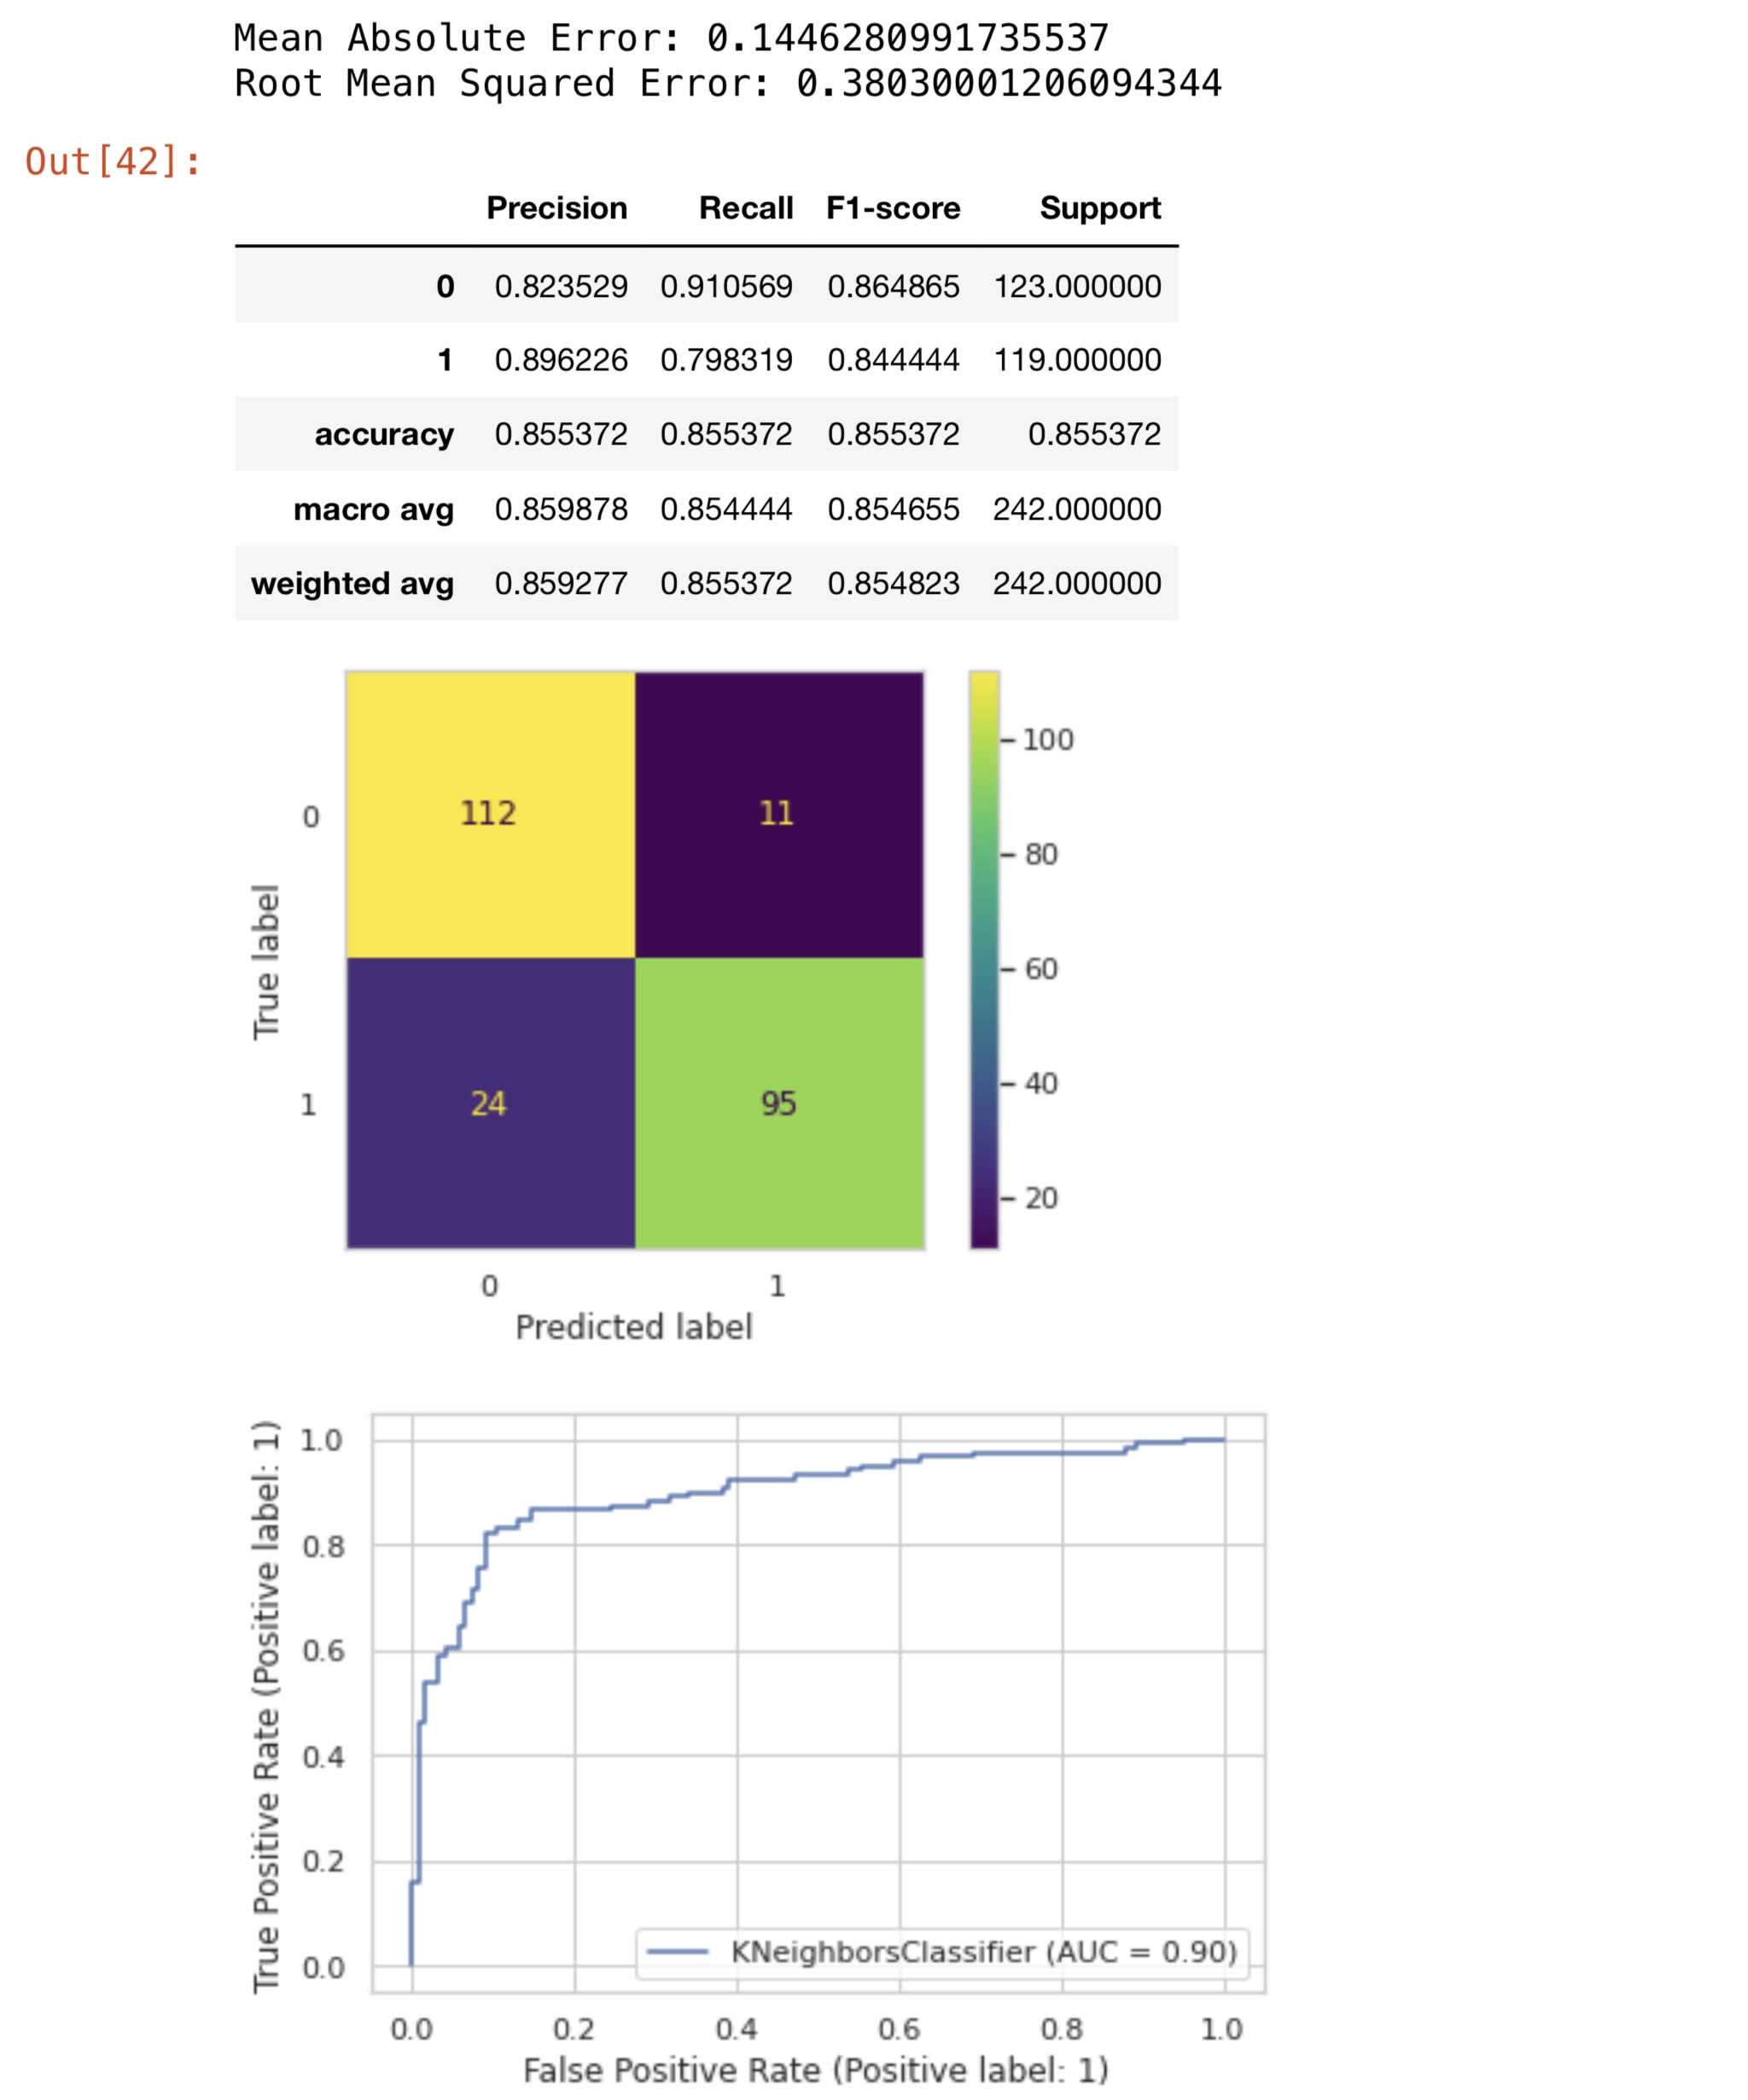 Mean Absolute Error: 0.1446280991735537
Root Mean Squared Error: 0.38030001206094344
Out[42]:
Precision Recall F1-score Support
0 0.823529 0.910569 0.864865 123.000000
1 0.896226 0.798319 0.844444 119.000000
accuracy 0.855372 0.855372 0.855372 0.855372
macro avg 0.859878 0.854444 0.854655 242.000000
weighted avg 0.859277 0.855372 0.854823 242.000000
True label
0
1
112 11
24 95
0 1
Predicted label
100
80
60
40
20
True Positive Rate (Positive label: 1)
1.0
0.8
0.6
0.4
0.2
0.0
KNeighborsClassifier (AUC = 0.90)
0.0 0.2 0.4 0.6 0.8 1.0
False Positive Rate (Positive label: 1)